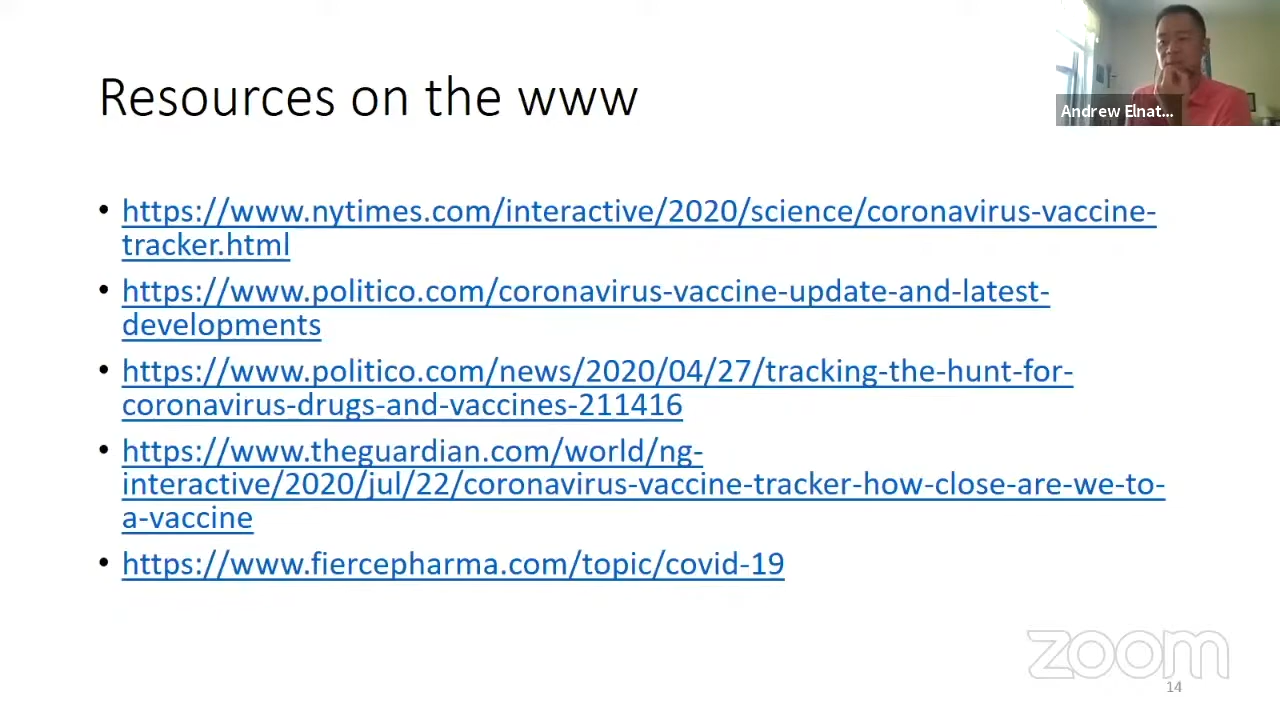 Resources on the www
Andrew Elnat...
• https://www.nytimes.com/interactive/2020/science/coronavirus-vaccine-
tracker.html
• https://www.politico.com/coronavirus-vaccine-update-and-latest-
developments
• https://www.politico.com/news/2020/04/27/tracking-the-hunt-for-
coronavirus-drugs-and-vaccines-211416
• https://www.theguardian.com/world/ng-
interactive/2020/jul/22/coronavirus-vaccine-tracker-how-close-are-we-to-
a-vaccine
• https://www.fiercepharma.com/topic/covid-19
zoom
14